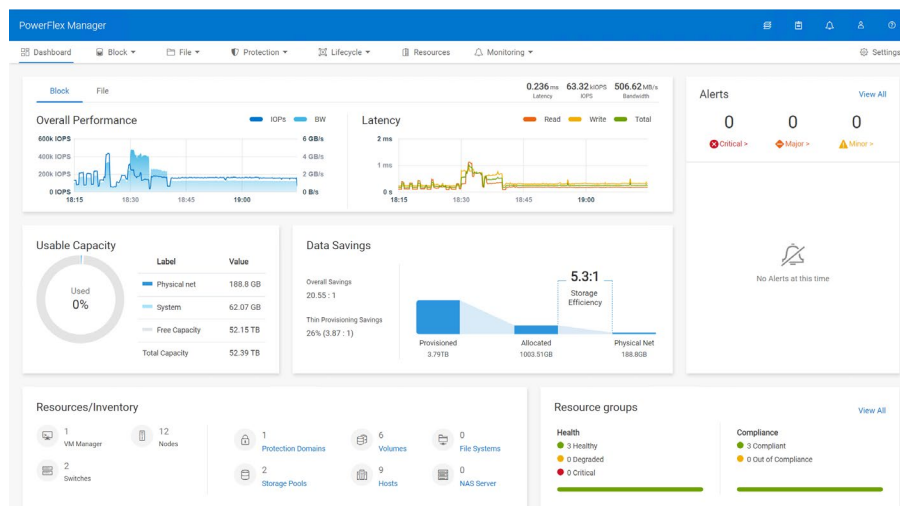 PowerFlex Manager
Dashboard Block File Protection Lifecycle Resources Monitoring Settings
Block File
0.236 ms 63.32 kIOPS 506.62 MB/s
Latency IOPS Bandwidth
Overall Performance IOPs BW
600k IOPS 6 GB/s
400k IOPS 4 GB/s
200k IOPS 2 GB/s
0 IOPS 0 B/s
18:15 18:30 18:45 19:00
Latency Read Write Total
2 ms
1 ms
0 s
18:15 18:30 18:45 19:00
Alerts View All
0 0 0
Critical > Major > Minor >
No Alerts at this time
Usable Capacity
Used
0%
Label Value
Physical net 188.8 GB
System 62.07 GB
Free Capacity 52.15 TB
Total Capacity 52.39 TB
Data Savings
Overall Savings
20.55 : 1
Thin Provisioning Savings
26% (3.87 : 1)
5.3:1
Storage
Efficiency
Provisioned Allocated Physical Net
3.79TB 1003.51GB 188.8GB
Resources/Inventory
1
VM Manager
12
Nodes
2
Switches
1
Protection Domains
6
Volumes
0
File Systems
2
Storage Pools
9
Hosts
0
NAS Server
Resource groups View All
Health
3 Healthy
0 Degraded
0 Critical
Compliance
3 Compliant
0 Out of Compliance